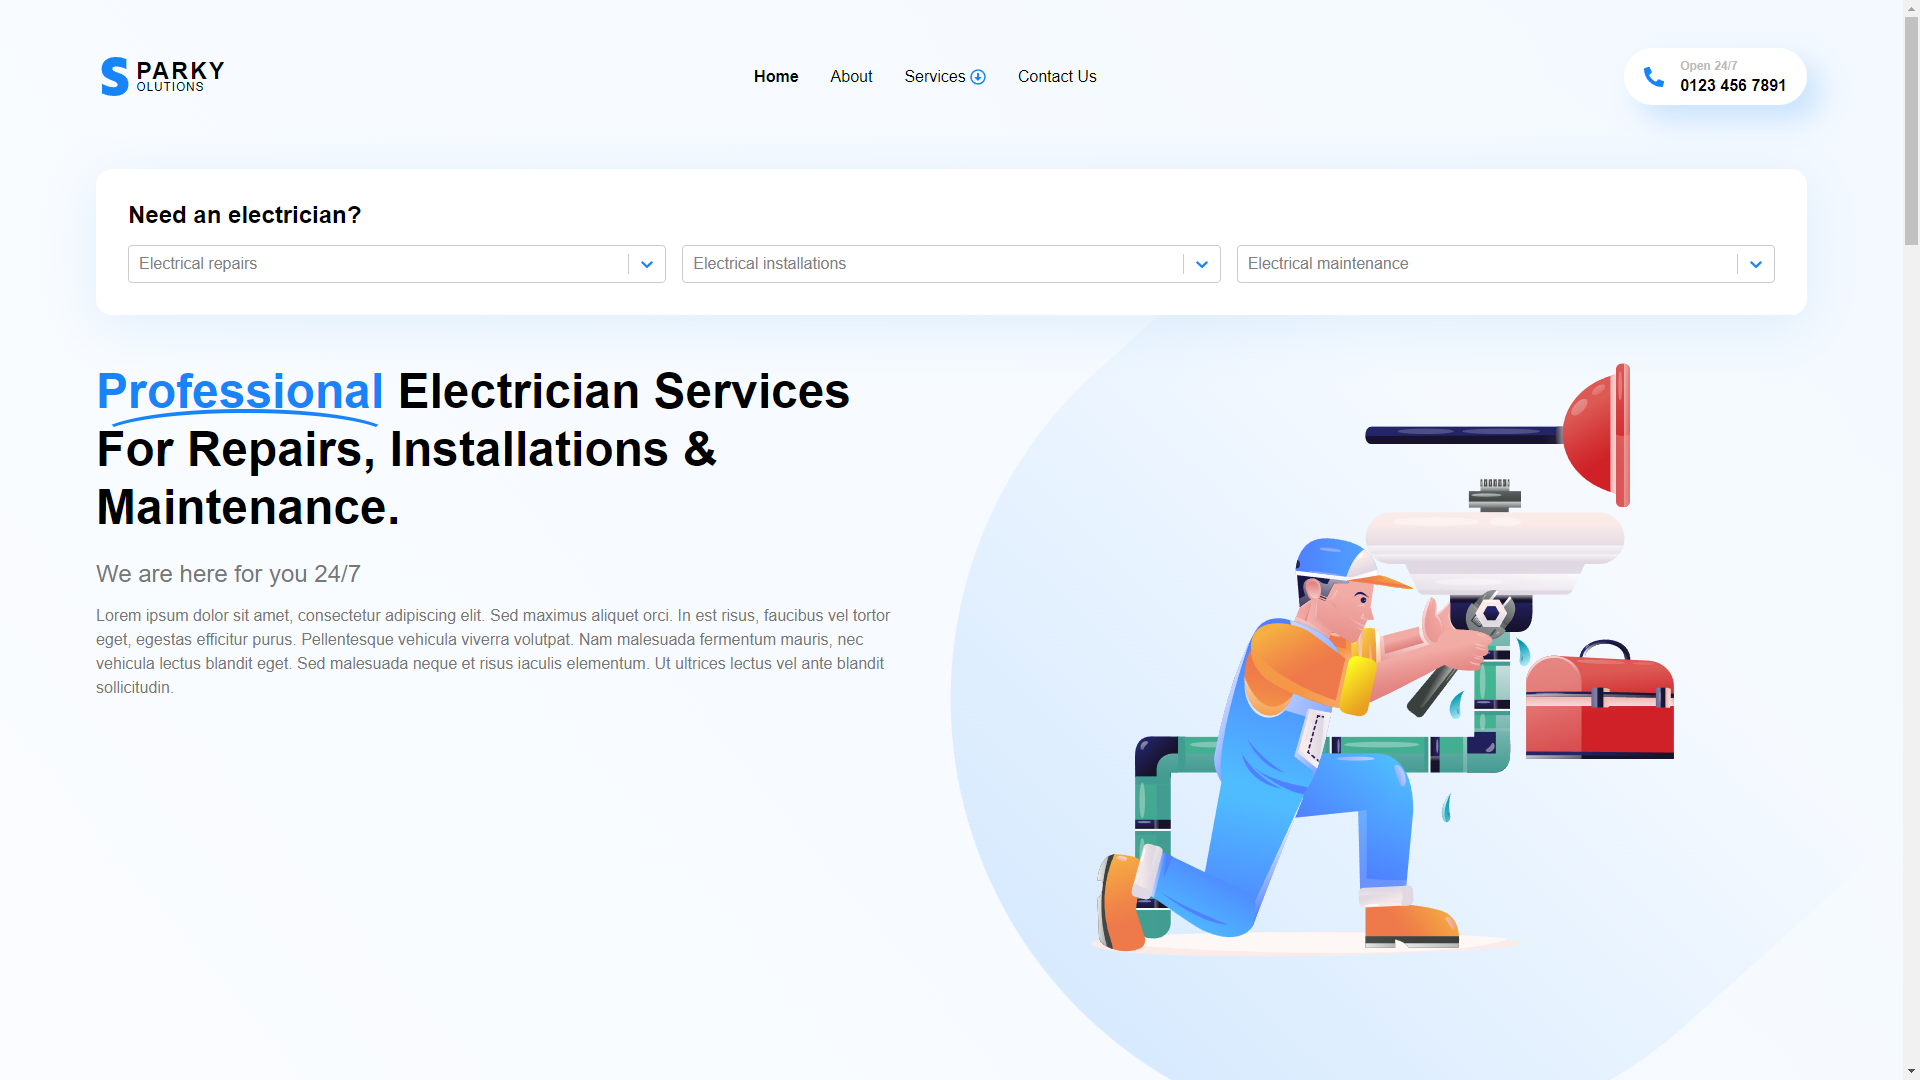 SPARKY
OLUTIONS
Home
About
Services
Contact Us
Open 24/7
0123 456 7891
Need an electrician?
Electrical repairs
Electrical installations
Electrical maintenance
Professional Electrician Services
For Repairs, Installations &
Maintenance.
We are here for you 24/7
Lorem ipsum dolor sit amet, consectetur adipiscing elit. Sed maximus aliquet orci. In est risus, faucibus vel tortor
eget, egestas efficitur purus. Pellentesque vehicula viverra volutpat. Nam malesuada fermentum mauris, nec
vehicula lectus blandit eget. Sed malesuada neque et risus iaculis elementum. Ut ultrices lectus vel ante blandit
sollicitudin.